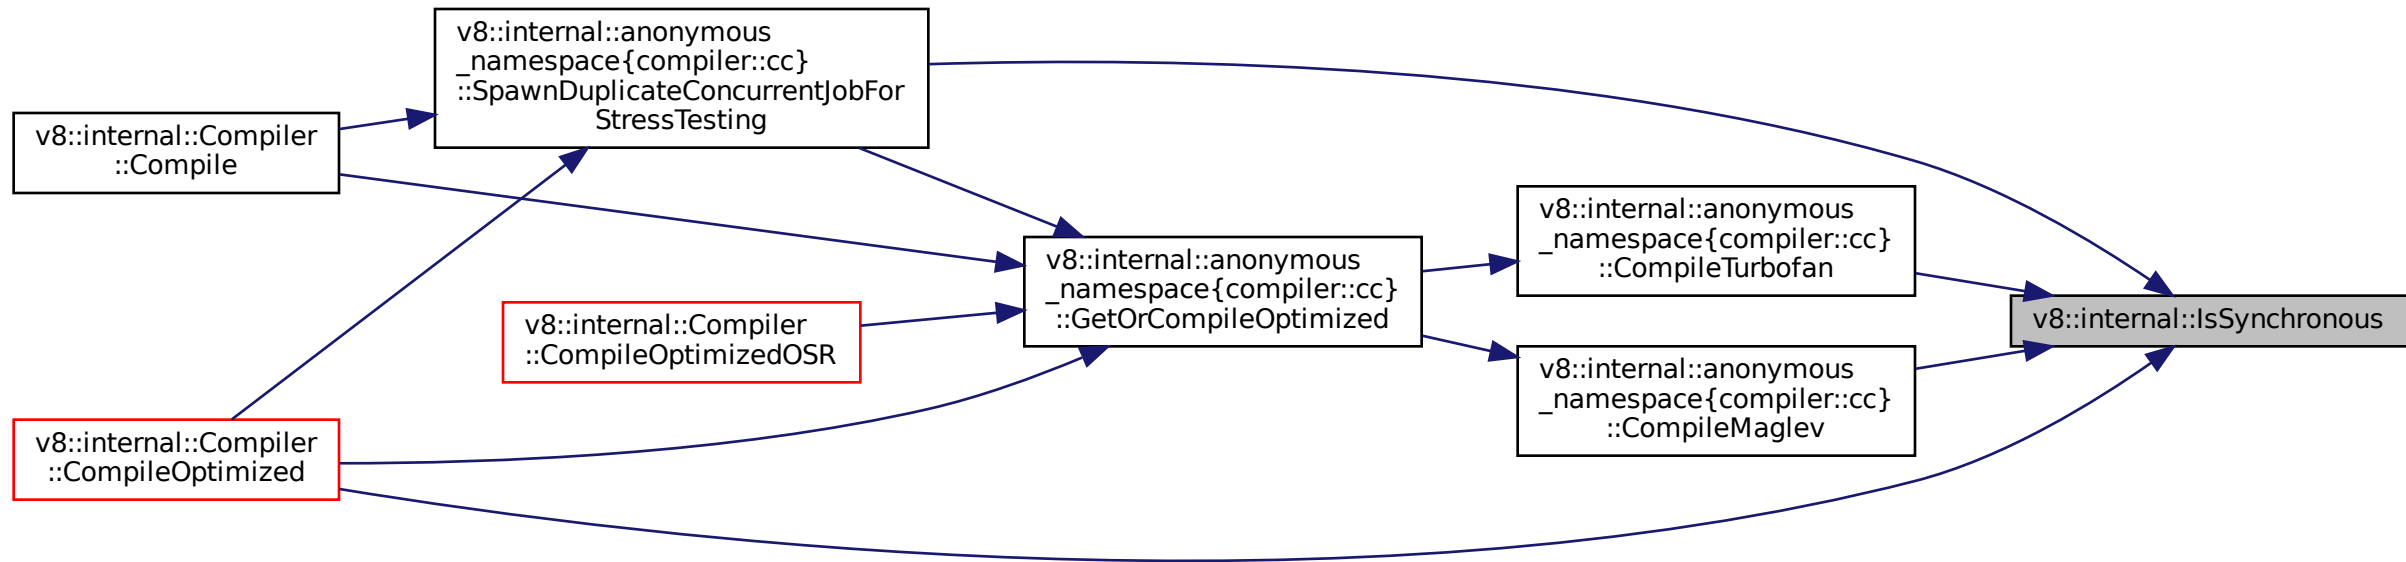 v8::internal::anonymous
_namespace{compiler::cc}
::SpawnDuplicateConcurrentJobFor
StressTesting
v8::internal::Compiler
::Compile
v8::internal::anonymous
_namespace{compiler::cc}
::CompileTurbofan
v8::internal::anonymous
_namespace{compiler::cc}
::GetOrCompileOptimized
v8::internal::IsSynchronous
v8::internal::Compiler
::CompileOptimizedOSR
v8::internal::anonymous
_namespace{compiler::cc}
::CompileMaglev
v8::internal::Compiler
::CompileOptimized